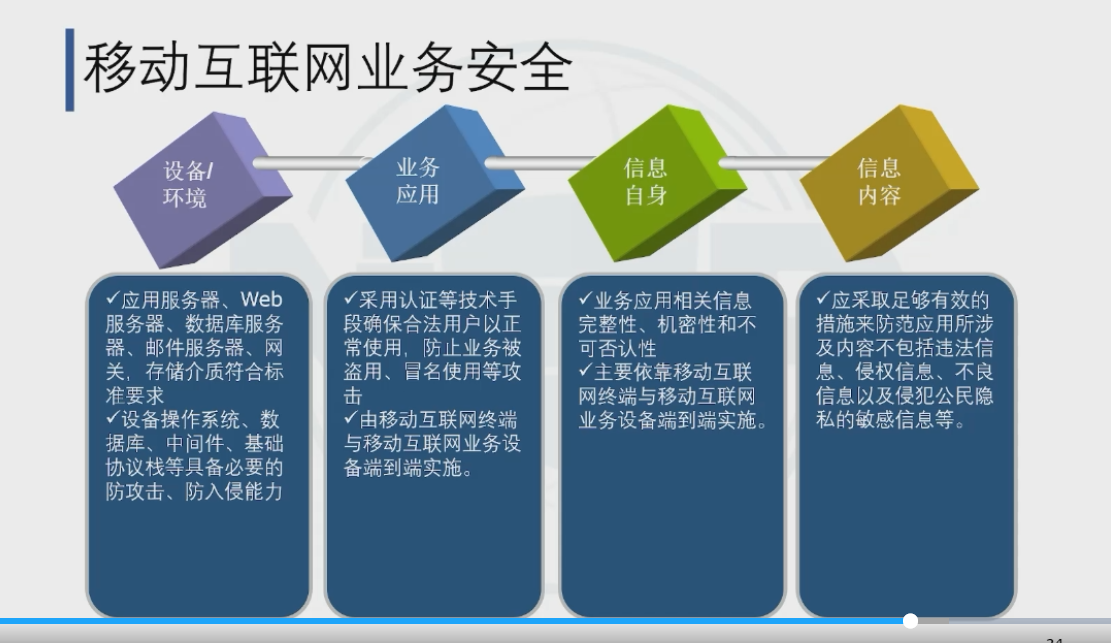 移动互联网业务安全
设备/
环境
业务
应用
信息
自身
信息
内容
✓应用服务器、Web
服务器、数据库服务
器、邮件服务器、网
关，存储介质符合标
准要求
✓设备操作系统、数
据库、中间件、基础
协议栈等具备必要的
防攻击、防入侵能力
✓采用认证等技术手
段确保合法用户以正
常使用，防止业务被
盗用、冒名使用等攻
击
✓由移动互联网终端
与移动互联网业务设
备端到端实施。
✓业务应用相关信息
完整性、机密性和不
可否认性
✓主要依靠移动互联
网终端与移动互联网
业务设备端到端实施。
✓应采取足够有效的
措施来防范应用所涉
及内容不包括违法信
息、侵权信息、不良
信息以及侵犯公民隐
私的敏感信息等。